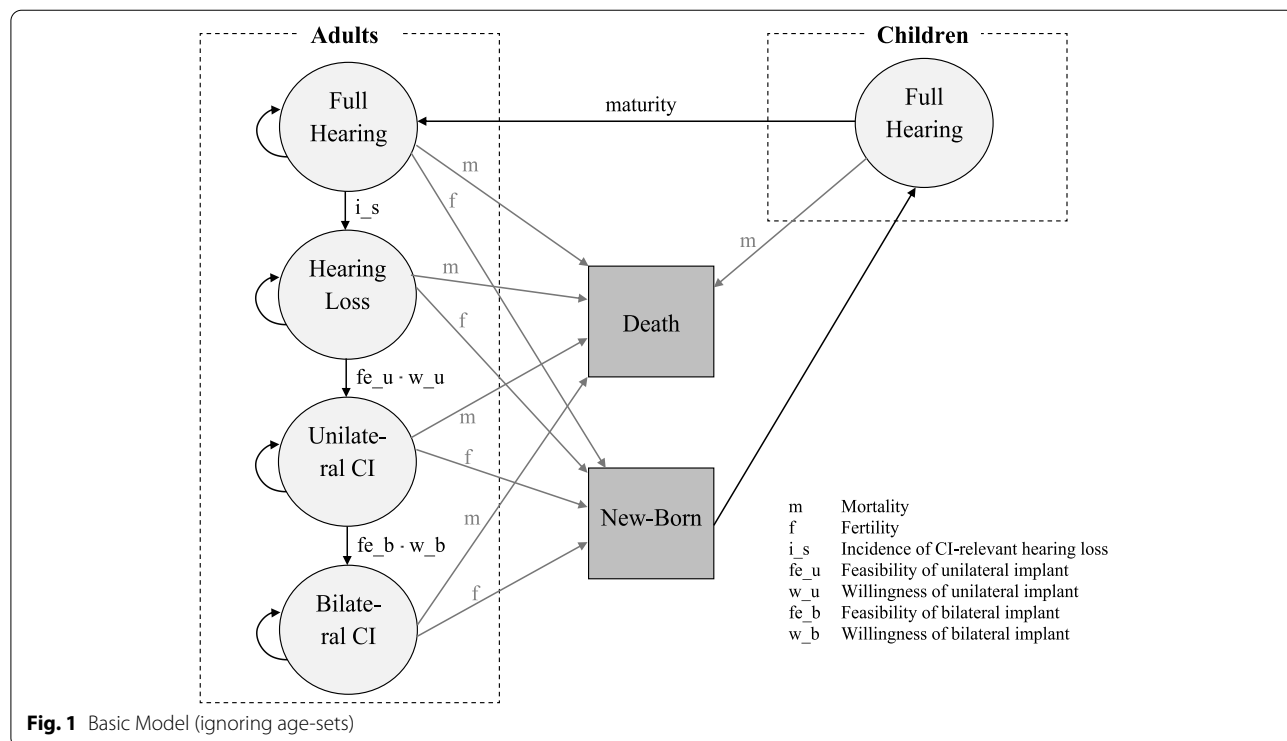 Adults
Children
Full
Hearing
Full
Hearing
maturity
m
f
i_s
m
Hearing
Loss
m
f
Death
fe_u · w_u
m
Unilate-
ral CI
f
m
New-Born
fe_b · w_b
Bilate-
ral CI
f
m Mortality
f Fertility
i_s Incidence of CI-relevant hearing loss
fe_u Feasibility of unilateral implant
w_u Willingness of unilateral implant
fe_b Feasibility of bilateral implant
w_b Willingness of bilateral implant
Fig. 1 Basic Model (ignoring age-sets)